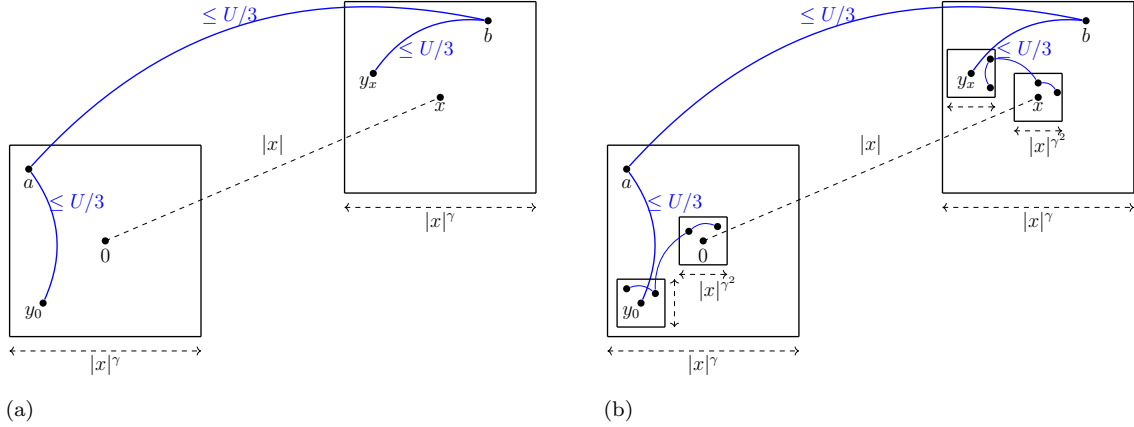 ≤ U/3
b
≤ U/3
y_x
x
|x|
a
≤ U/3
|x|^γ
0
y_0
|x|^γ
(a)
≤ U/3
b
≤ U/3
y_x
x
|x|
|x|^{γ^2}
a
≤ U/3
|x|^γ
0
|x|^{γ^2}
y_0
|x|^γ
(b)